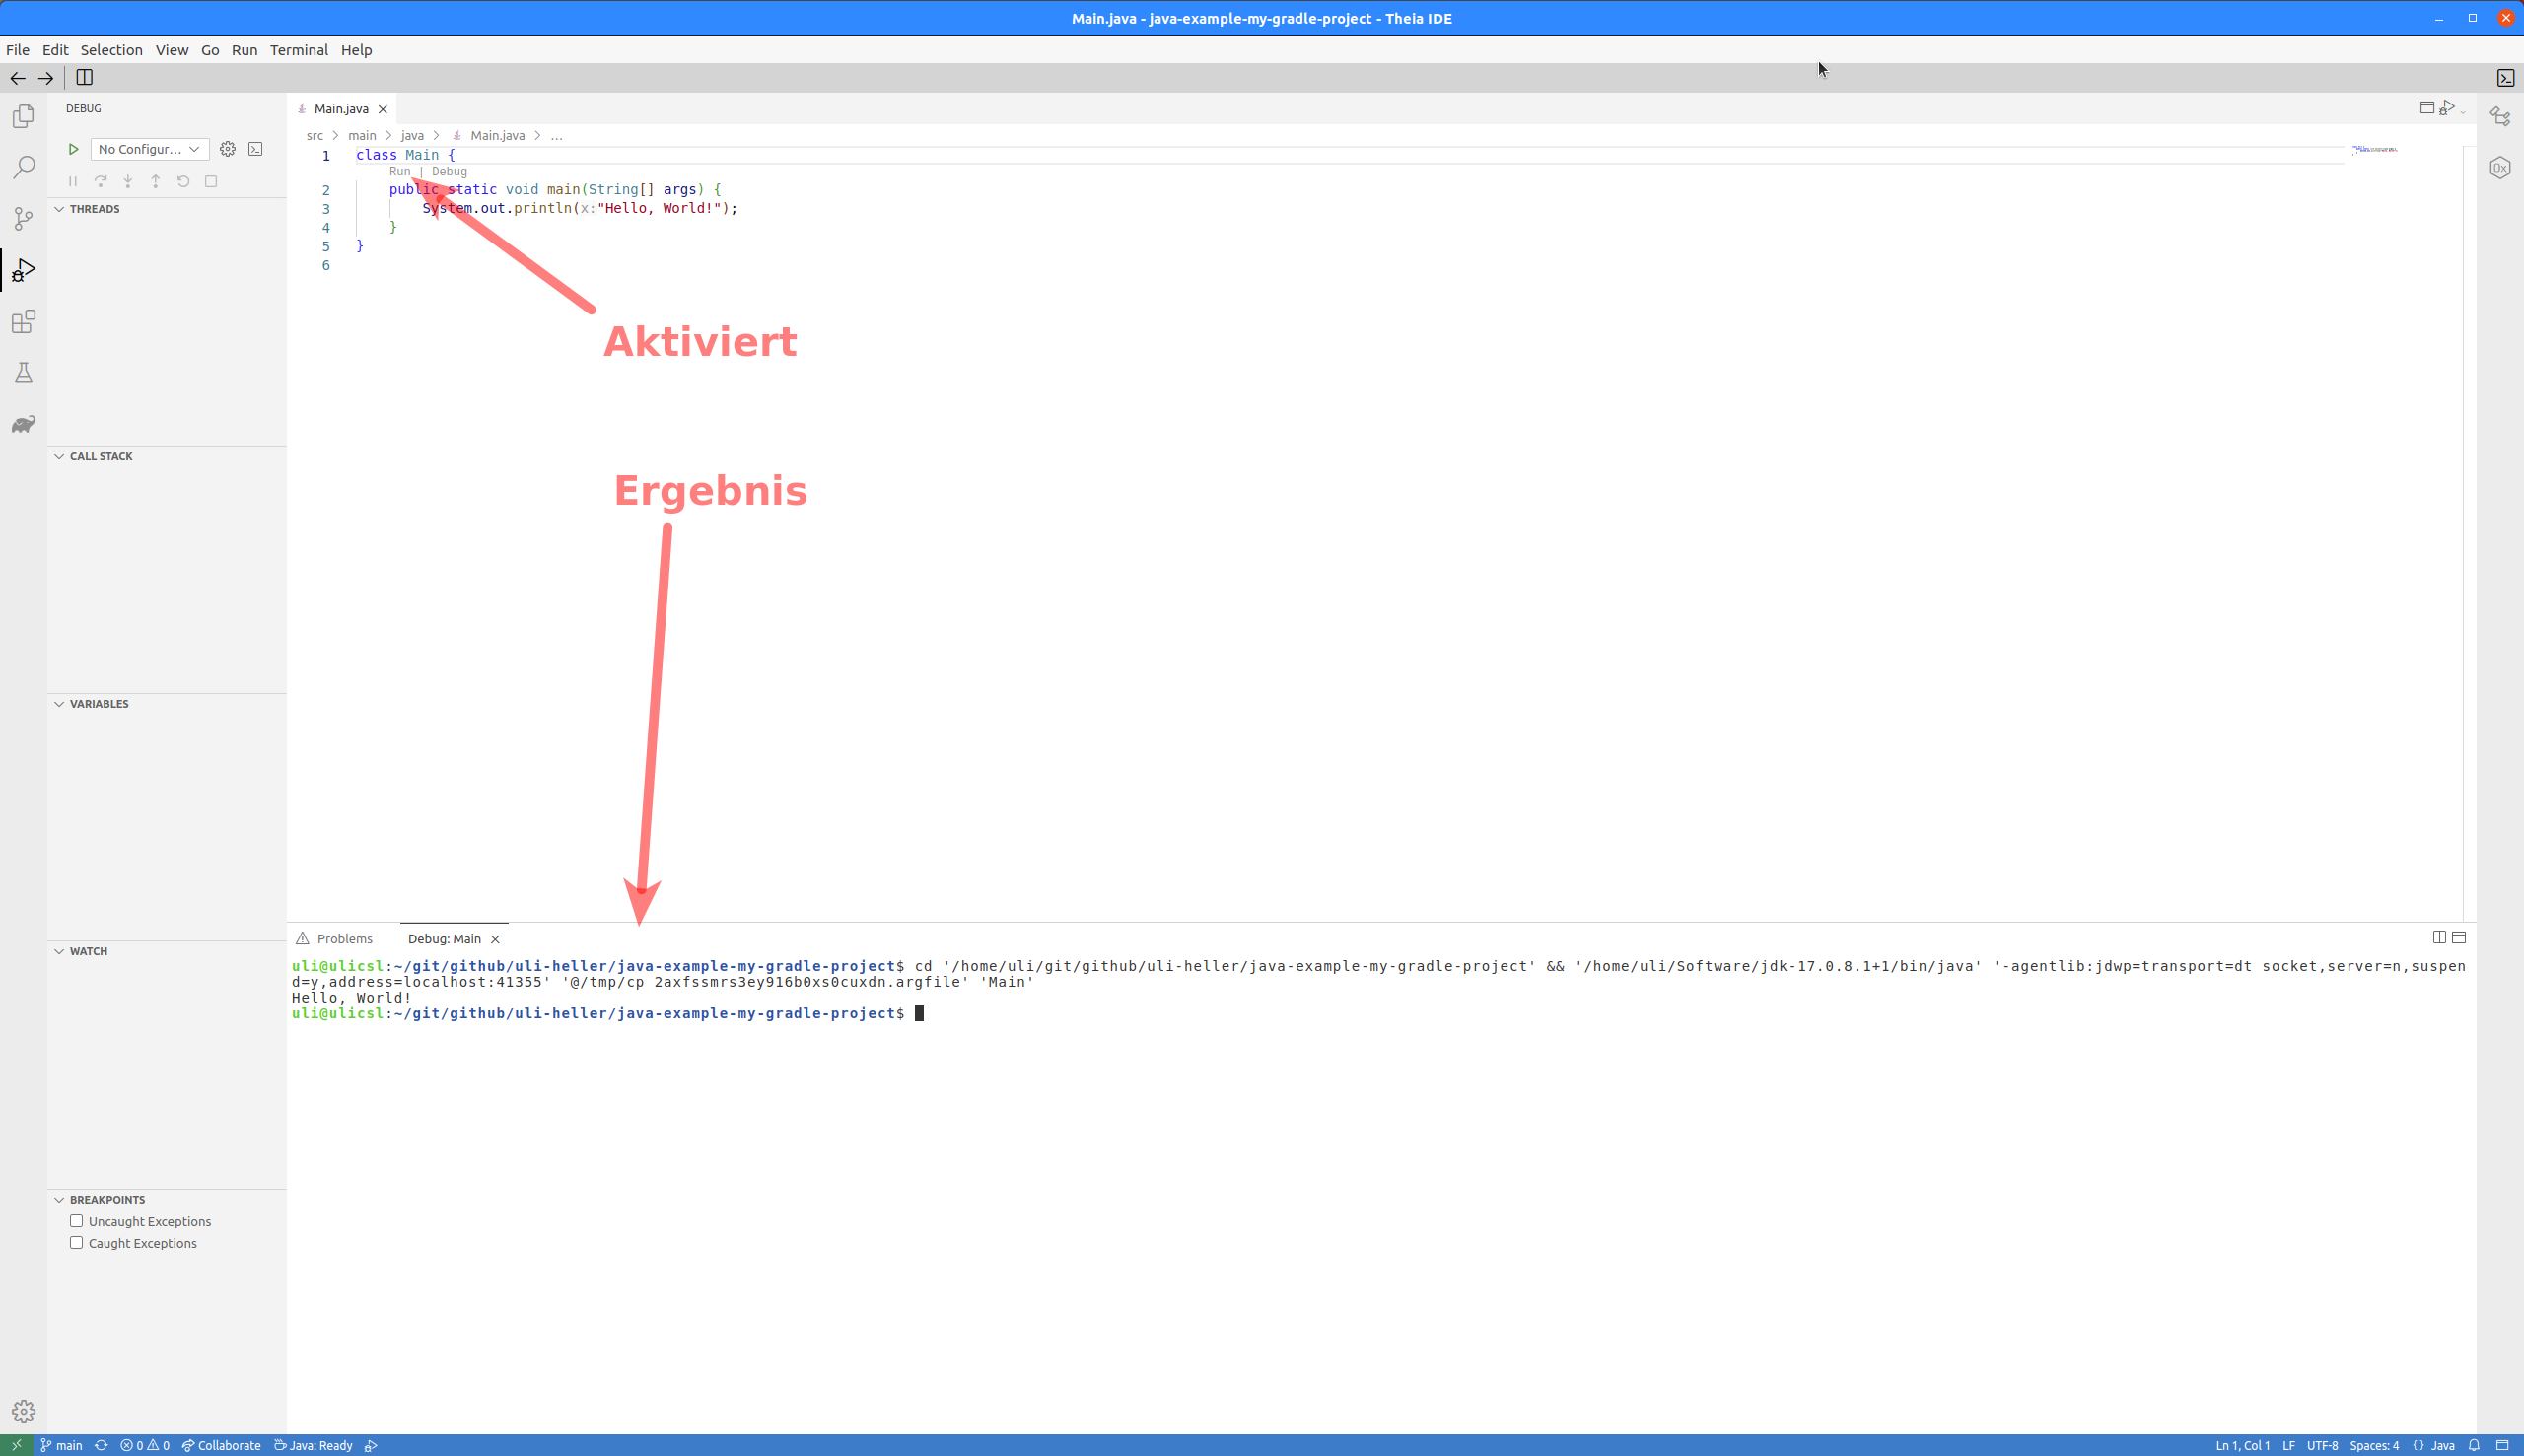 Main.java - java-example-my-gradle-project - Theia IDE
File Edit Selection View Go Run Terminal Help
DEBUG
No Configur...
THREADS
CALL STACK
VARIABLES
WATCH
BREAKPOINTS
Uncaught Exceptions
Caught Exceptions
Main.java
src > main > java > Main.java > ...
1 class Main {
Run | Debug
2 public static void main(String[] args) {
3 System.out.println(x:"Hello, World!");
4 }
5 }
6
Aktiviert
Ergebnis
Problems Debug: Main
uli@ulicsl:~/git/github/uli-heller/java-example-my-gradle-project$ cd '/home/uli/git/github/uli-heller/java-example-my-gradle-project' && '/home/uli/Software/jdk-17.0.8.1+1/bin/java' '-agentlib:jdwp=transport=dt socket,server=n,suspen
d=y,address=localhost:41355' '@/tmp/cp 2axfssmrs3ey916b0xs0cuxdn.argfile' 'Main'
Hello, World!
uli@ulicsl:~/git/github/uli-heller/java-example-my-gradle-project$
main 0 0 Collaborate Java: Ready Ln 1, Col 1 LF UTF-8 Spaces: 4 {} Java